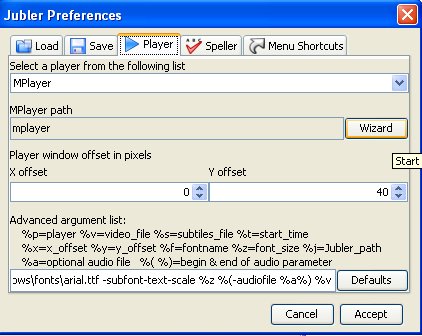 Jubler Preferences
Load Save Player Speller Menu Shortcuts
Select a player from the following list
MPlayer
MPlayer path
mplayer Wizard
Start
Player window offset in pixels
X offset Y offset
0 40
Advanced argument list:
%p=player %v=video_file %s=subtiles_file %t=start_time
%x=x_offset %y=y_offset %f=fontname %z=font_size %j=Jubler_path
%a=optional audio file %( %)=begin & end of audio parameter
ows\fonts\arial.ttf -subfont-text-scale %z %(-audiofile %a%) %v Defaults
Cancel Accept